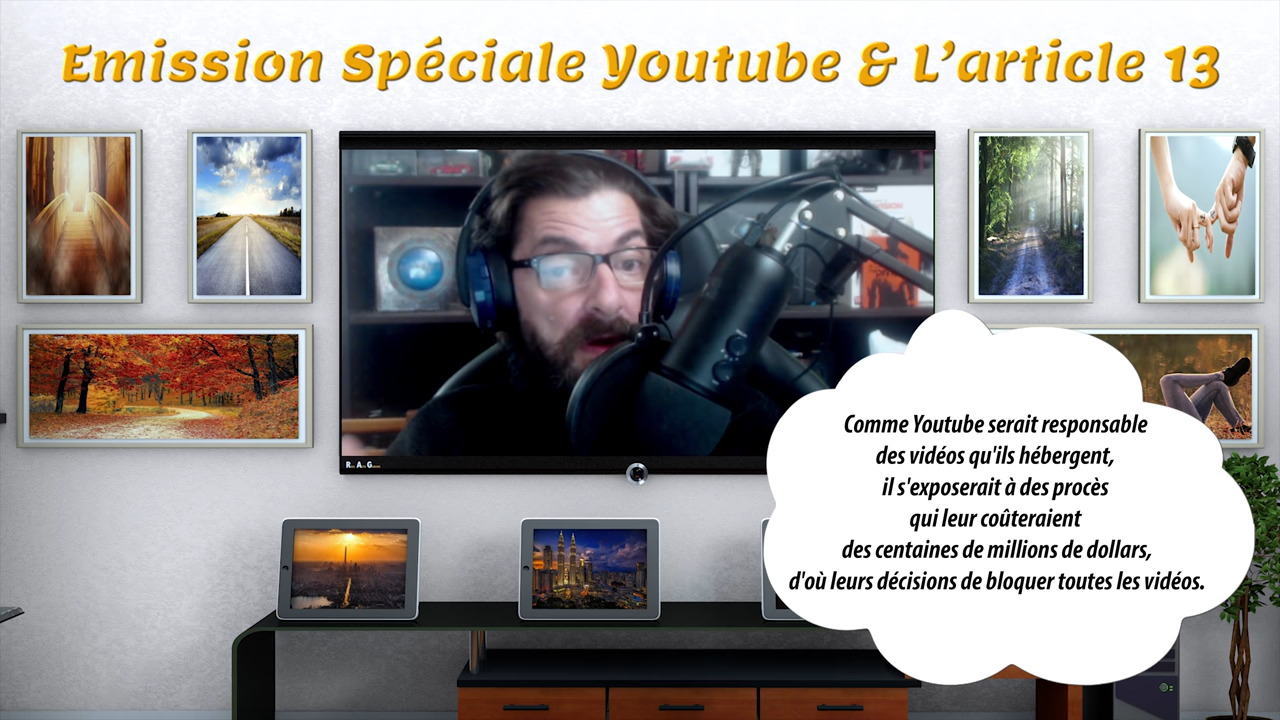 Emission Spéciale Youtube & L'article 13
R. A. G.
Comme Youtube serait responsable
des vidéos qu'ils hébergent,
il s'exposerait à des procès
qui leur coûteraient
des centaines de millions de dollars,
d'où leurs décisions de bloquer toutes les vidéos.